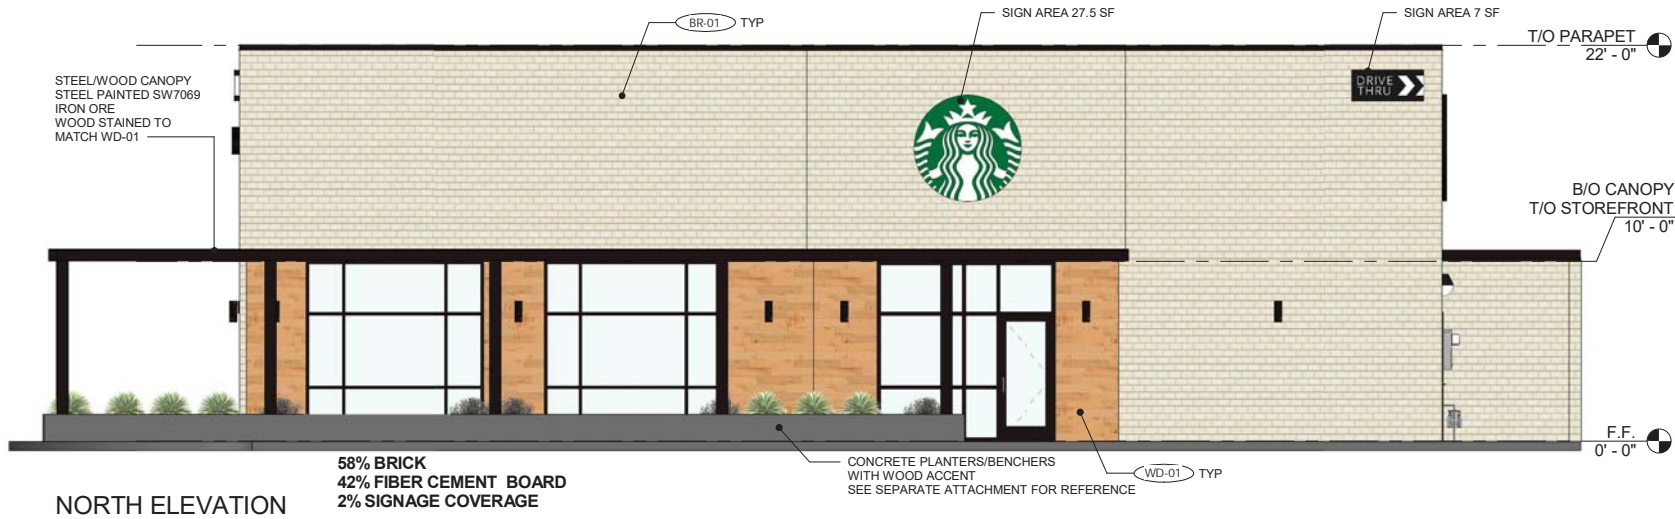 BR-01 TYP
SIGN AREA 27.5 SF
SIGN AREA 7 SF
T/O PARAPET
22' - 0"
STEEL/WOOD CANOPY
STEEL PAINTED SW7069
IRON ORE
WOOD STAINED TO
MATCH WD-01
DRIVE
THRU
B/O CANOPY
T/O STOREFRONT
10' - 0"
F.F.
0' - 0"
58% BRICK
42% FIBER CEMENT BOARD
2% SIGNAGE COVERAGE
CONCRETE PLANTERS/BENCHERS
WITH WOOD ACCENT
SEE SEPARATE ATTACHMENT FOR REFERENCE
WD-01 TYP
NORTH ELEVATION